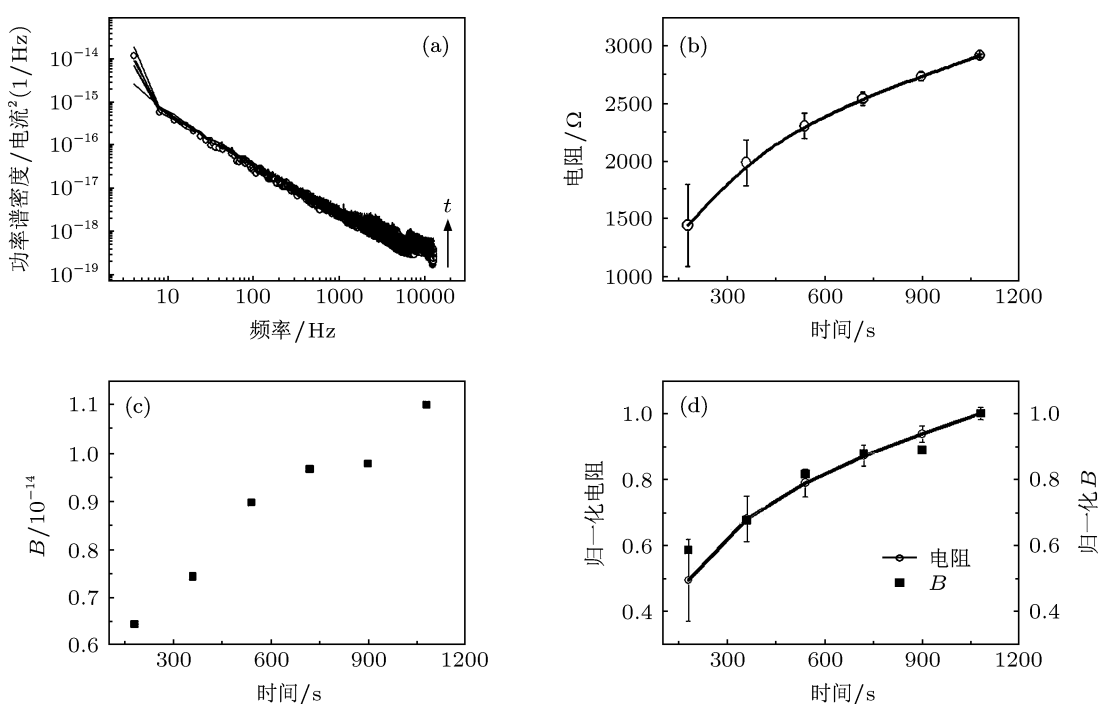 (a)
10⁻¹⁴
10⁻¹⁵
10⁻¹⁶
10⁻¹⁷
10⁻¹⁸
10⁻¹⁹
功率谱密度/电流²(1/Hz)
t
10
100
1000
10000
频率/Hz
(b)
3000
2500
2000
1500
1000
电阻/Ω
300
600
900
1200
时间/s
(c)
1.1
1.0
0.9
0.8
0.7
0.6
B/10⁻¹⁴
300
600
900
1200
时间/s
(d)
1.0
0.8
0.6
0.4
归一化电阻
电阻
B
1.0
0.8
0.6
0.4
归一化B
300
600
900
1200
时间/s